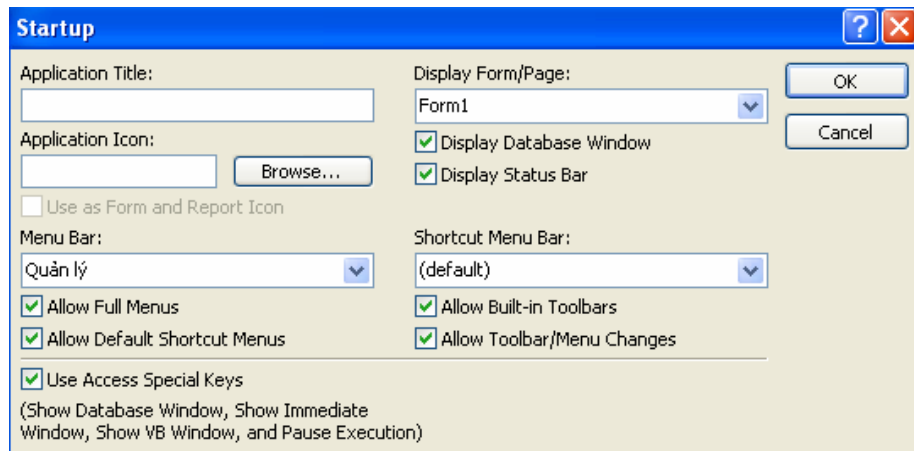 Startup
Application Title:
Display Form/Page:
OK
Form1
Application Icon:
Display Database Window
Cancel
Browse...
Display Status Bar
Use as Form and Report Icon
Menu Bar:
Shortcut Menu Bar:
Quản lý
(default)
Allow Full Menus
Allow Built-in Toolbars
Allow Default Shortcut Menus
Allow Toolbar/Menu Changes
Use Access Special Keys
(Show Database Window, Show Immediate
Window, Show VB Window, and Pause Execution)